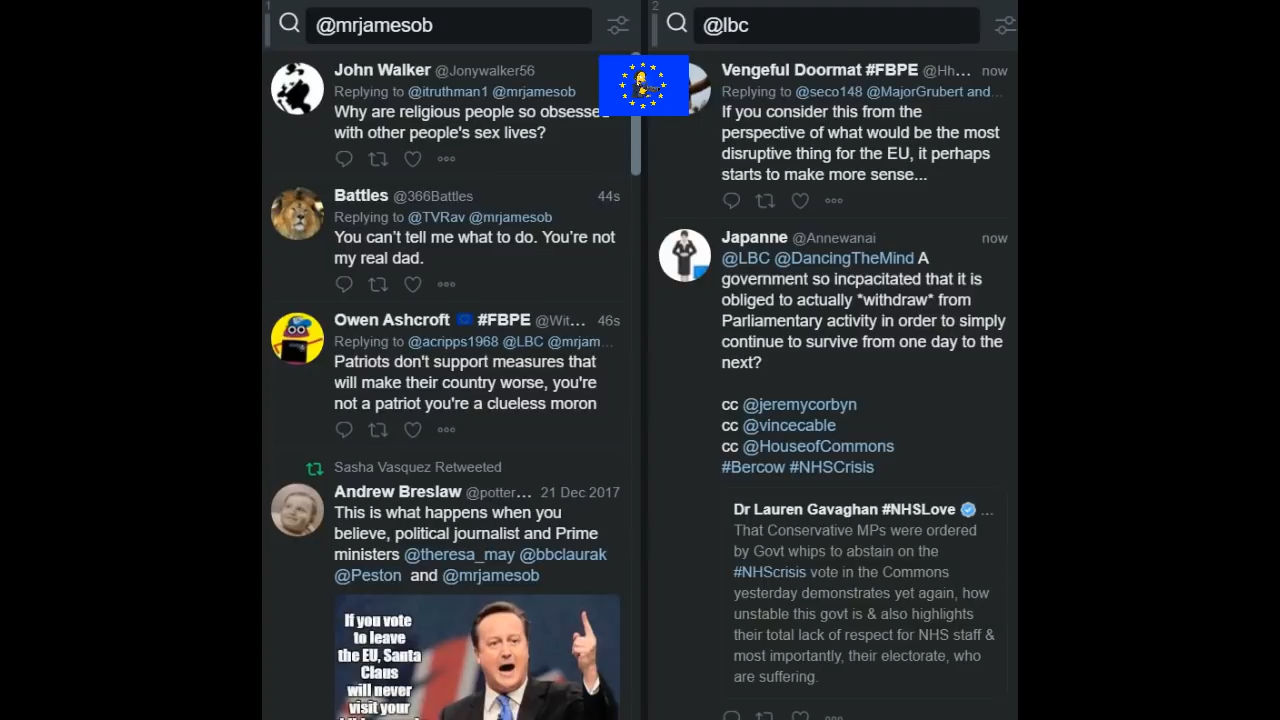 1
@mrjamesob
John Walker @Jonywalker56
Replying to @itruthman1 @mrjamesob
Why are religious people so obsessed
with other people's sex lives?
Battles @366Battles 44s
Replying to @TVRav @mrjamesob
You can't tell me what to do. You're not
my real dad.
Owen Ashcroft #FBPE @Wit... 46s
Replying to @acripps1968 @LBC @mrjam...
Patriots don't support measures that
will make their country worse, you're
not a patriot you're a clueless moron
Sasha Vasquez Retweeted
Andrew Breslaw @potter... 21 Dec 2017
This is what happens when you
believe, political journalist and Prime
ministers @theresa_may @bbclaurak
@Peston and @mrjamesob
If you vote
to leave
the EU, Santa
Claus
will never
visit your
2
@lbc
Vengeful Doormat #FBPE @Hh... now
Replying to @seco148 @MajorGrubert and...
If you consider this from the
perspective of what would be the most
disruptive thing for the EU, it perhaps
starts to make more sense...
Japanne @Annewanai now
@LBC @DancingTheMind A
government so incpacitated that it is
obliged to actually *withdraw* from
Parliamentary activity in order to simply
continue to survive from one day to the
next?
cc @jeremycorbyn
cc @vincecable
cc @HouseofCommons
#Bercow #NHSCrisis
Dr Lauren Gavaghan #NHSLove ...
That Conservative MPs were ordered
by Govt whips to abstain on the
#NHScrisis vote in the Commons
yesterday demonstrates yet again, how
unstable this govt is & also highlights
their total lack of respect for NHS staff &
most importantly, their electorate, who
are suffering.